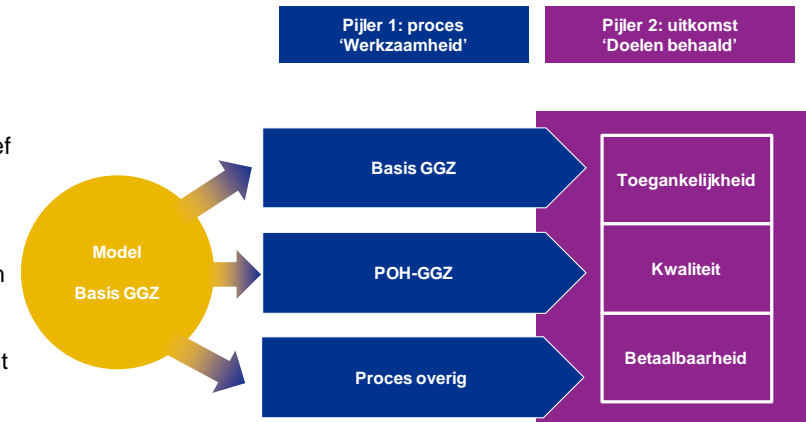 Pijler 1: proces
'Werkzaamheid'
Pijler 2: uitkomst
'Doelen behaald'
Model
Basis GGZ
Basis GGZ
POH-GGZ
Proces overig
Toegankelijkheid
Kwaliteit
Betaalbaarheid